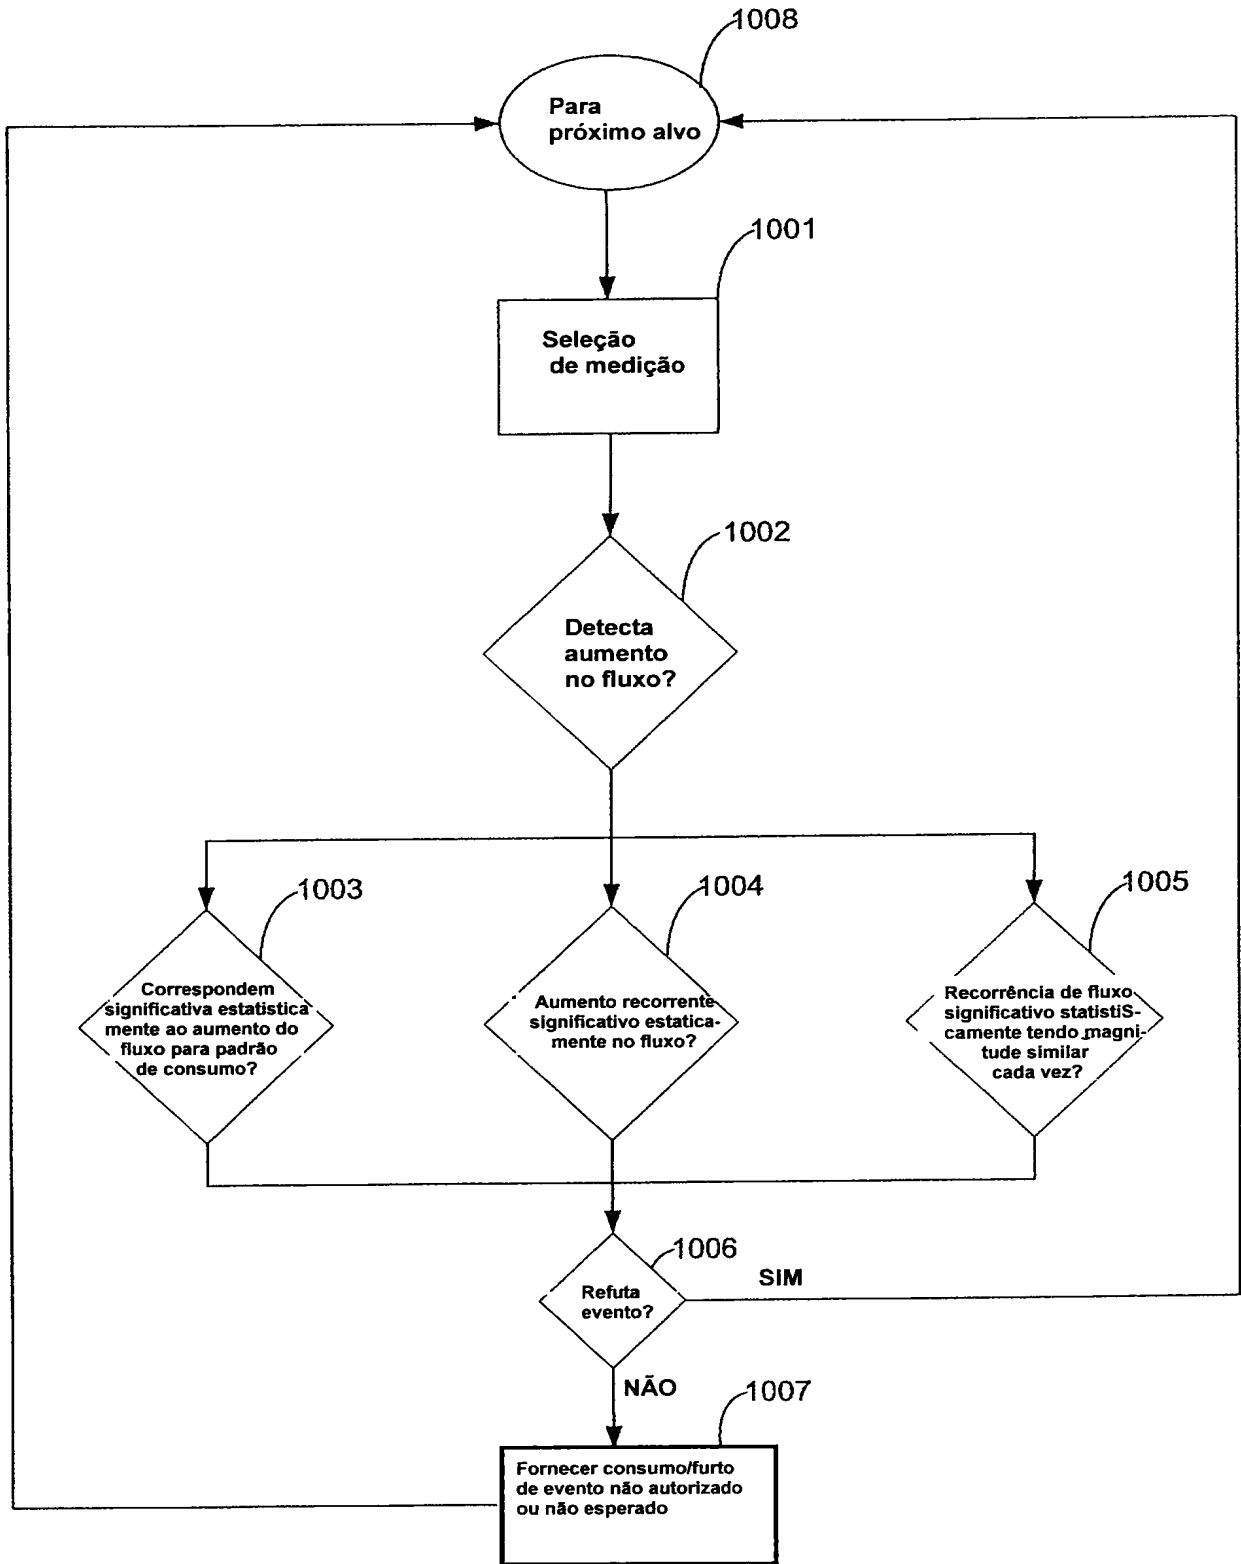 1008
Para
próximo alvo
1001
Seleção
de medição
1002
Detecta
aumento
no fluxo?
1003
Correspondem
significativa estatistica
mente ao aumento do
fluxo para padrão
de consumo?
1004
Aumento recorrente
significativo estatica-
mente no fluxo?
1005
Recorrência de fluxo
significativo statistiS-
camente tendo magni-
tude similar
cada vez?
1006
Refuta
evento?
SIM
NÃO
1007
Fornecer consumo/furto
de evento não autorizado
ou não esperado